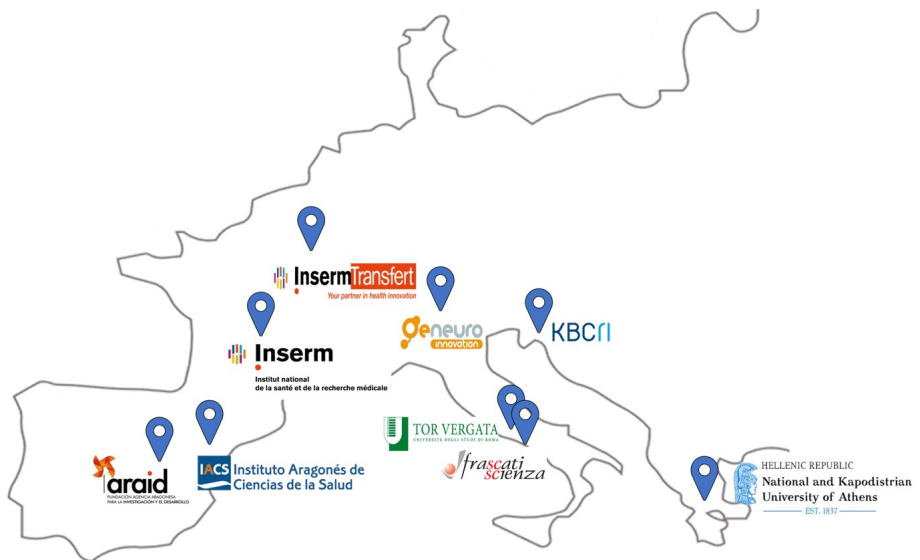 InsermTransfert
Your partner in health innovation
Inserm
Institut national
de la santé et de la recherche médicale
geneuro
innovation
KBCRI
TOR VERGATA
UNIVERSITÀ DEGLI STUDI DI ROMA
frascati
scienza
araid
FUNDACIÓN AGENCIA ARAGONESA
PARA LA INVESTIGACIÓN Y EL DESARROLLO
IACS Instituto Aragonés de
Ciencias de la Salud
HELLENIC REPUBLIC
National and Kapodistrian
University of Athens
EST. 1837